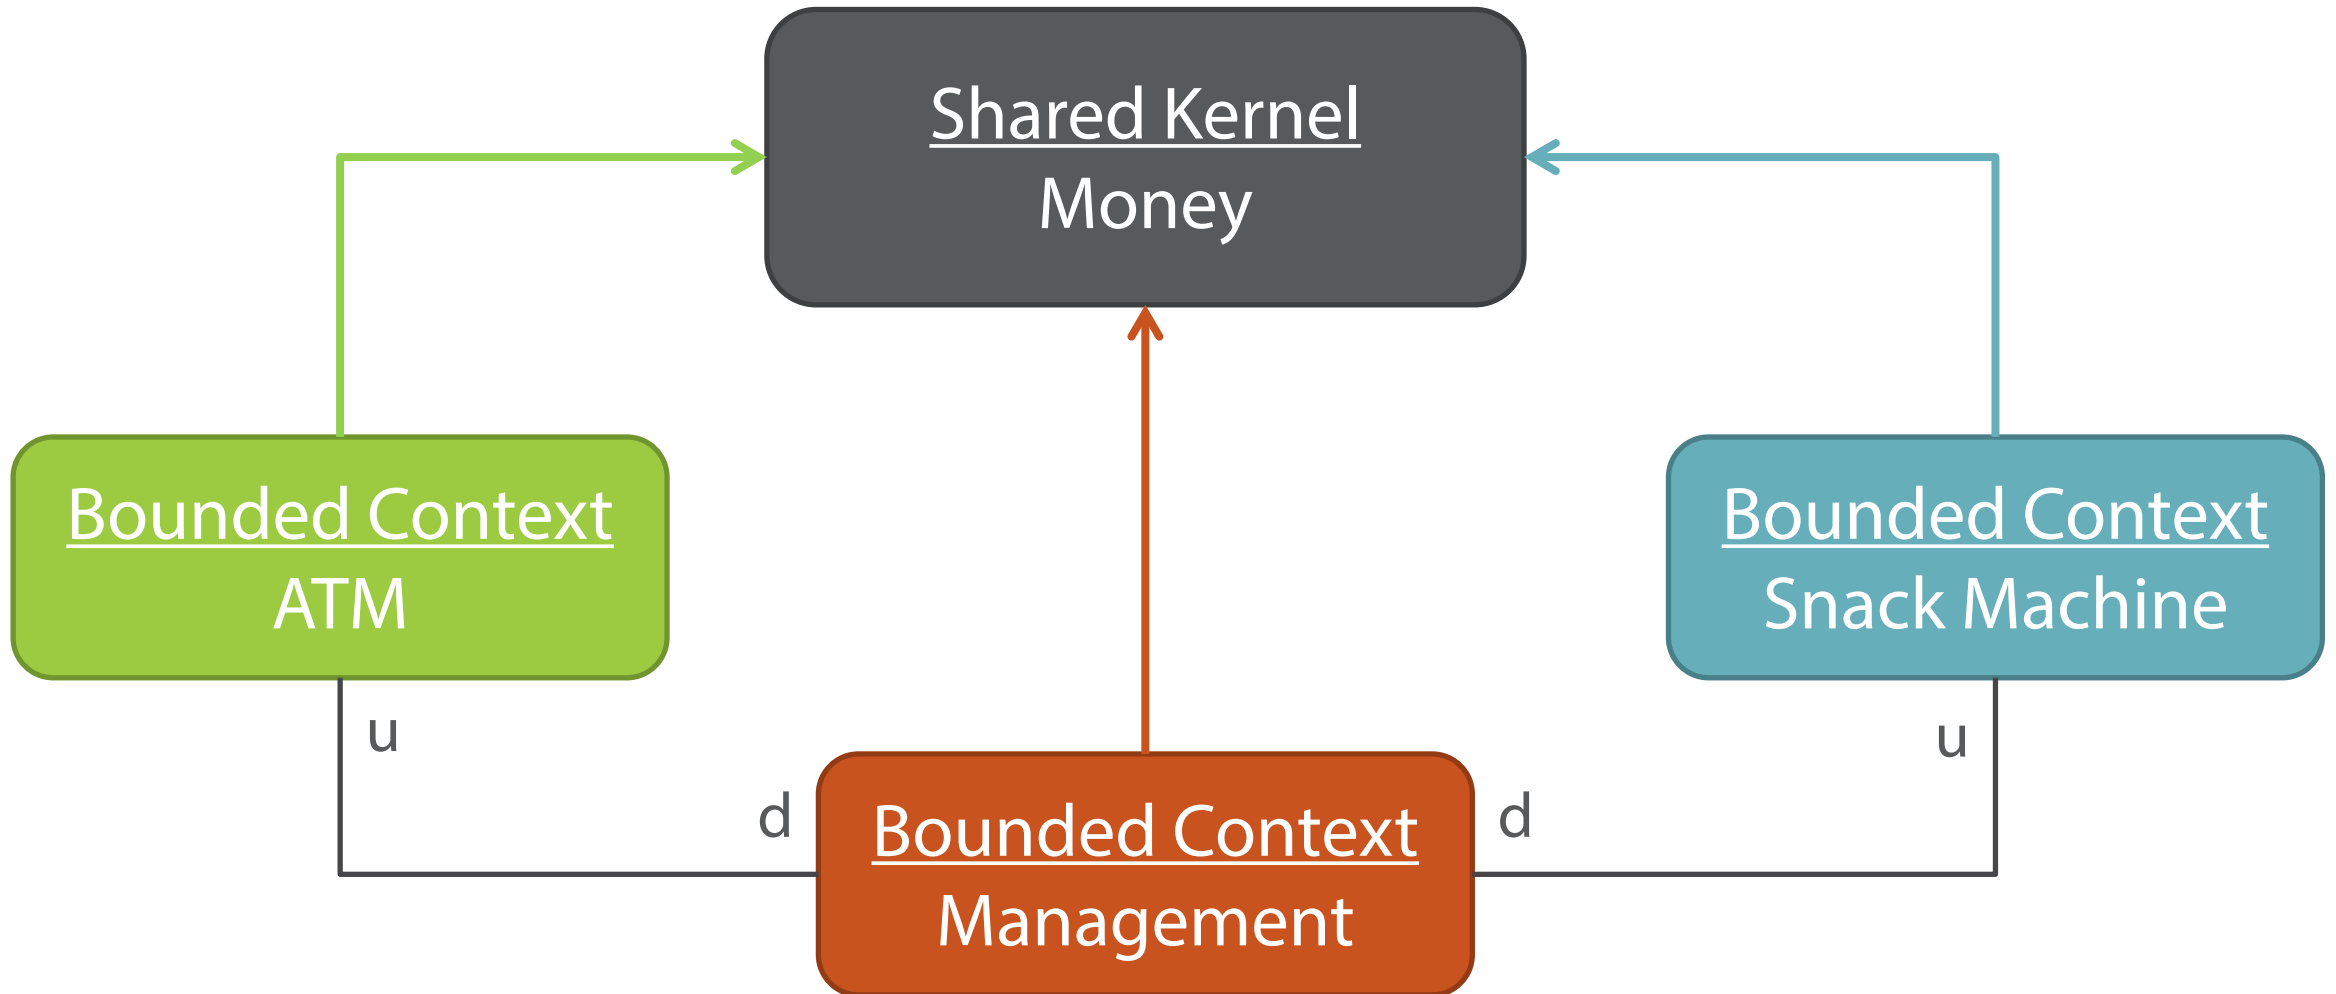 Shared Kernel
Money
Bounded Context
ATM
Bounded Context
Snack Machine
u
u
d
d
Bounded Context
Management